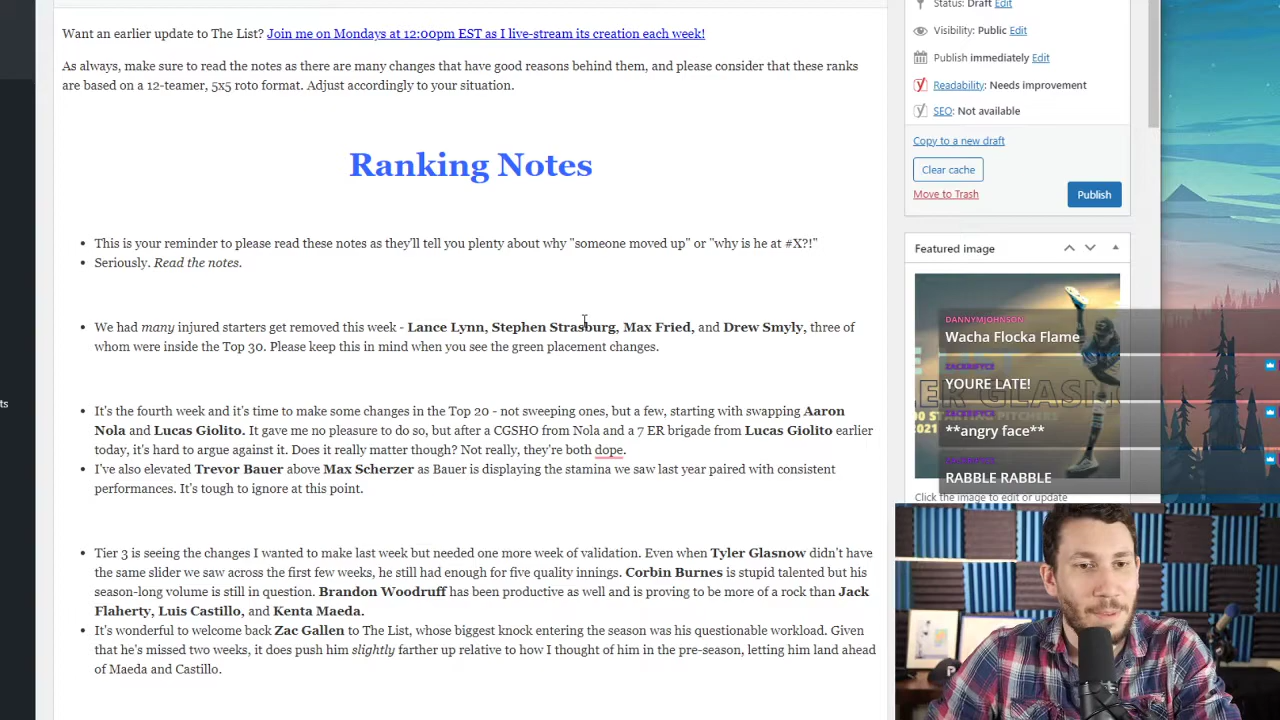 Want an earlier update to The List? Join me on Mondays at 12:00pm EST as I live-stream its creation each week!
As always, make sure to read the notes as there are many changes that have good reasons behind them, and please consider that these ranks
are based on a 12-teamer, 5x5 roto format. Adjust accordingly to your situation.
Ranking Notes
This is your reminder to please read these notes as they'll tell you plenty about why "someone moved up" or "why is he at #X?!"
Seriously. Read the notes.
We had many injured starters get removed this week - Lance Lynn, Stephen Strasburg, Max Fried, and Drew Smyly, three of
whom were inside the Top 30. Please keep this in mind when you see the green placement changes.
It's the fourth week and it's time to make some changes in the Top 20 - not sweeping ones, but a few, starting with swapping Aaron
Nola and Lucas Giolito. It gave me no pleasure to do so, but after a CGSHO from Nola and a 7 ER brigade from Lucas Giolito earlier
today, it's hard to argue against it. Does it really matter though? Not really, they're both dope.
I've also elevated Trevor Bauer above Max Scherzer as Bauer is displaying the stamina we saw last year paired with consistent
performances. It's tough to ignore at this point.
Tier 3 is seeing the changes I wanted to make last week but needed one more week of validation. Even when Tyler Glasnow didn't have
the same slider we saw across the first few weeks, he still had enough for five quality innings. Corbin Burnes is stupid talented but his
season-long volume is still in question. Brandon Woodruff has been productive as well and is proving to be more of a rock than Jack
Flaherty, Luis Castillo, and Kenta Maeda.
It's wonderful to welcome back Zac Gallen to The List, whose biggest knock entering the season was his questionable workload. Given
that he's missed two weeks, it does push him slightly farther up relative to how I thought of him in the pre-season, letting him land ahead
of Maeda and Castillo.
ts
Status: Draft Edit
Visibility: Public Edit
Publish immediately Edit
Readability: Needs improvement
SEO: Not available
Copy to a new draft
Clear cache
Move to Trash
Publish
Featured image
DANNYMJOHNSON
Wacha Flocka Flame
YOURE LATE!
**angry face**
RABBLE RABBLE
2021
Click the image to edit or update